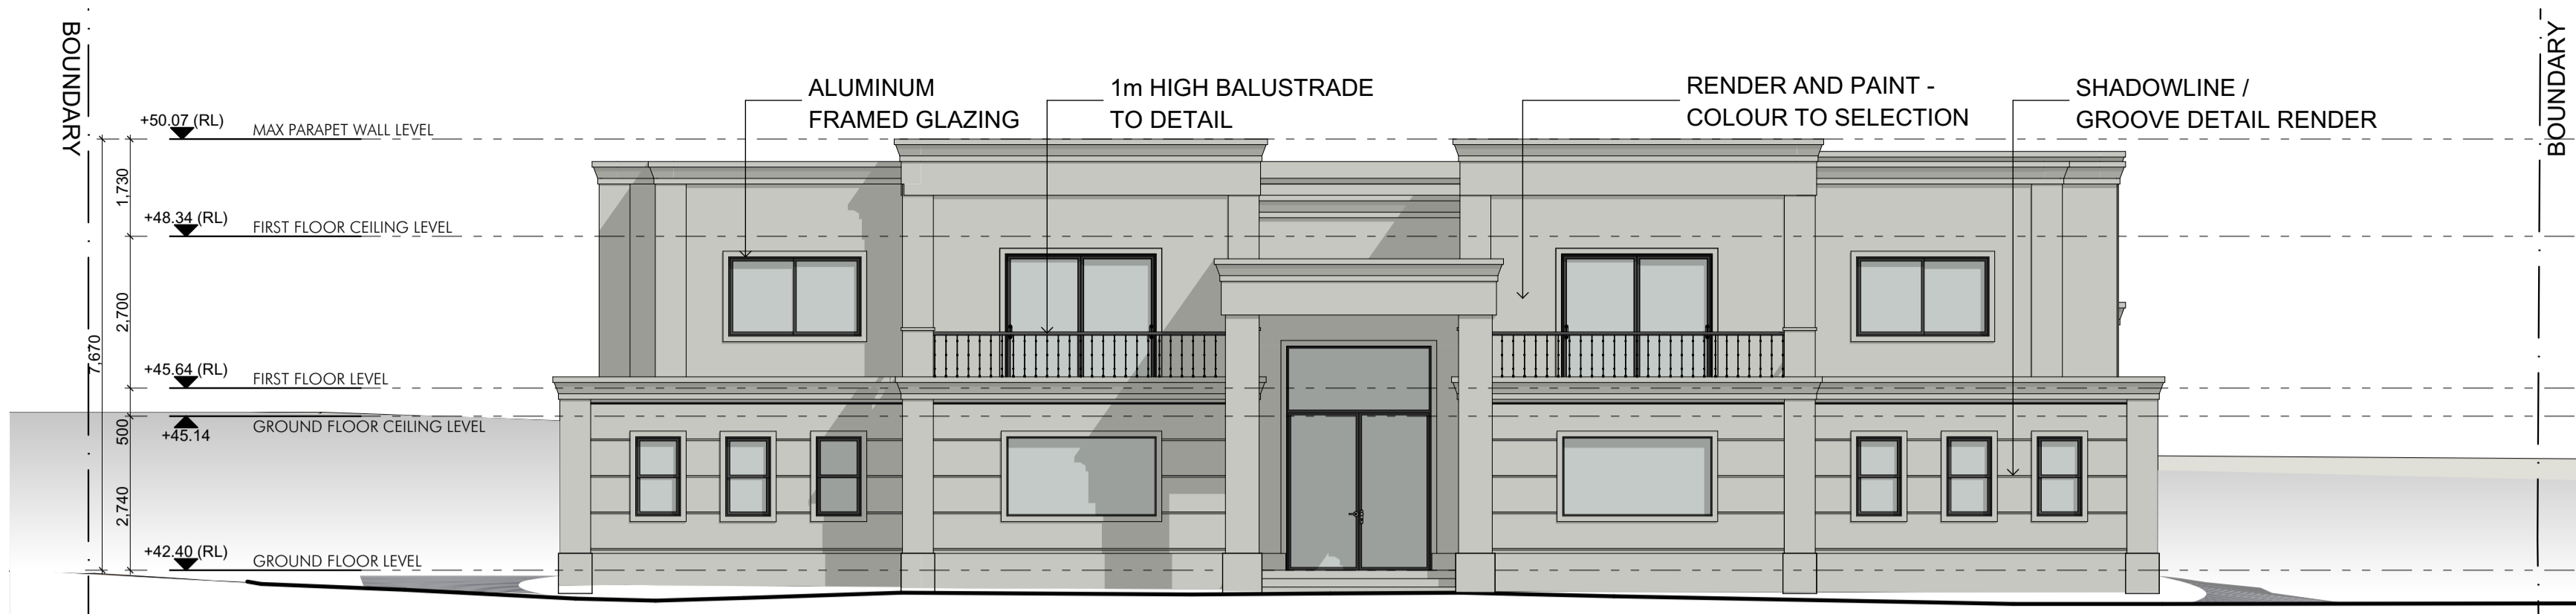 BOUNDARY
BOUNDARY
ALUMINUM
FRAMED GLAZING
1m HIGH BALUSTRADE
TO DETAIL
RENDER AND PAINT -
COLOUR TO SELECTION
SHADOWLINE /
GROOVE DETAIL RENDER
+50.07 (RL)
MAX PARAPET WALL LEVEL
1,730
+48.34 (RL)
FIRST FLOOR CEILING LEVEL
2,700
7,670
+45.64 (RL)
FIRST FLOOR LEVEL
500
+45.14
GROUND FLOOR CEILING LEVEL
2,740
+42.40 (RL)
GROUND FLOOR LEVEL